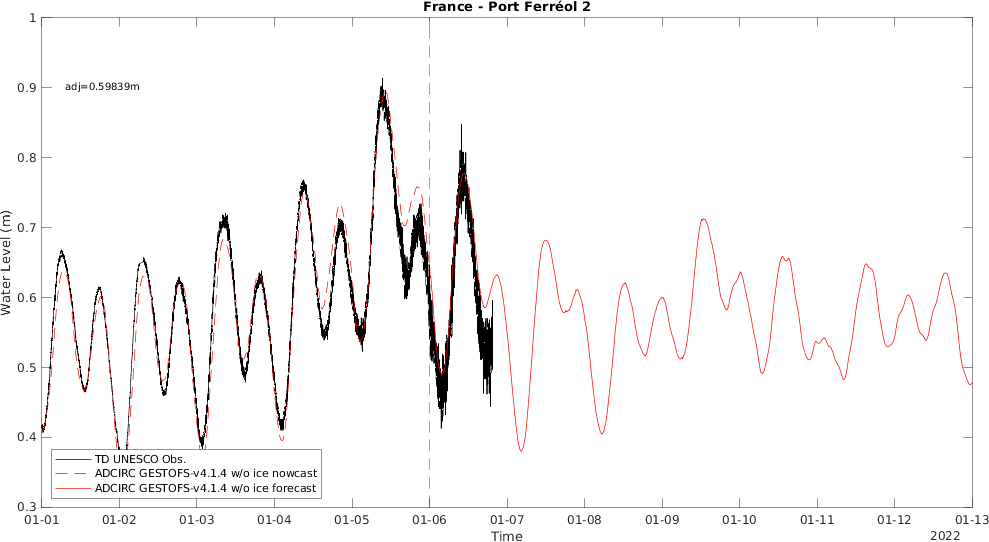 France - Port Ferréol 2
adj=0.59839m
Water Level (m)
1
0.9
0.8
0.7
0.6
0.5
0.4
0.3
TD UNESCO Obs.
ADCIRC GESTOFS-v4.1.4 w/o ice nowcast
ADCIRC GESTOFS-v4.1.4 w/o ice forecast
01-01 01-02 01-03 01-04 01-05 01-06 01-07 01-08 01-09 01-10 01-11 01-12 01-13
Time
2022